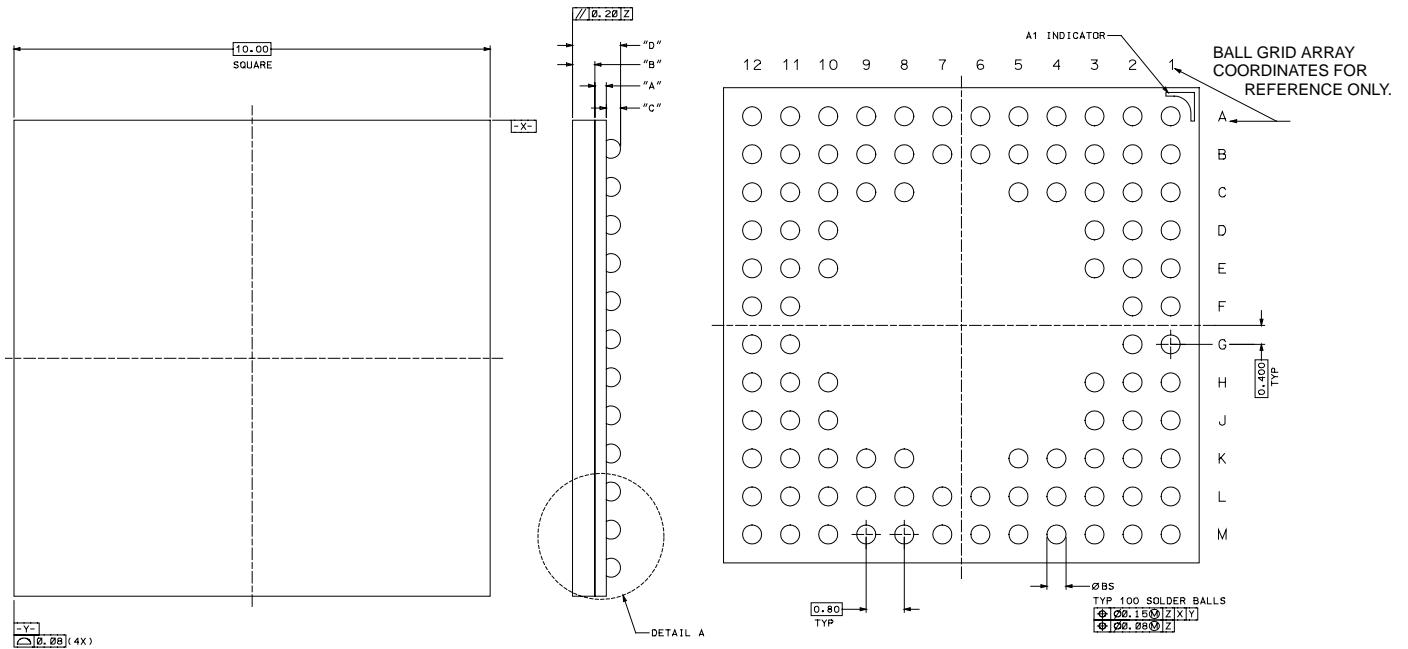 // 0.20 Z
10.00
SQUARE
"D"
"B"
"A"
"C"
-X-
-Y-
0.08 (4X)
DETAIL A
A1 INDICATOR
BALL GRID ARRAY
COORDINATES FOR
REFERENCE ONLY.
12 11 10 9 8 7 6 5 4 3 2 1
A
B
C
D
E
F
G
H
J
K
L
M
0.400
TYP
0.80
TYP
ØBS
TYP 100 SOLDER BALLS
⌖ Ø0.15Ⓜ Z X Y
⌖ Ø0.08Ⓜ Z